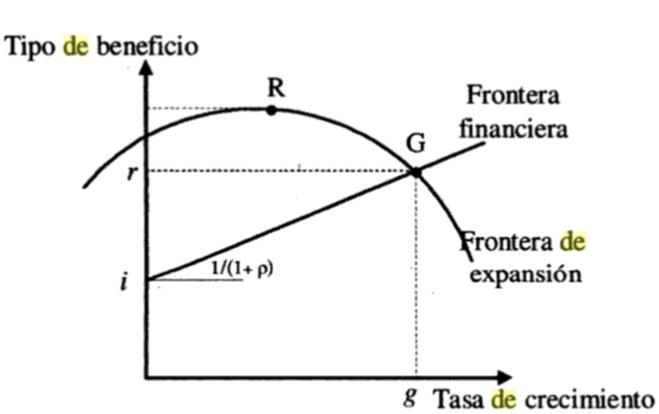 Tipo de beneficio
R
Frontera
financiera
G
r
Frontera de
expansión
1/(1+ ρ)
i
g
Tasa de crecimiento